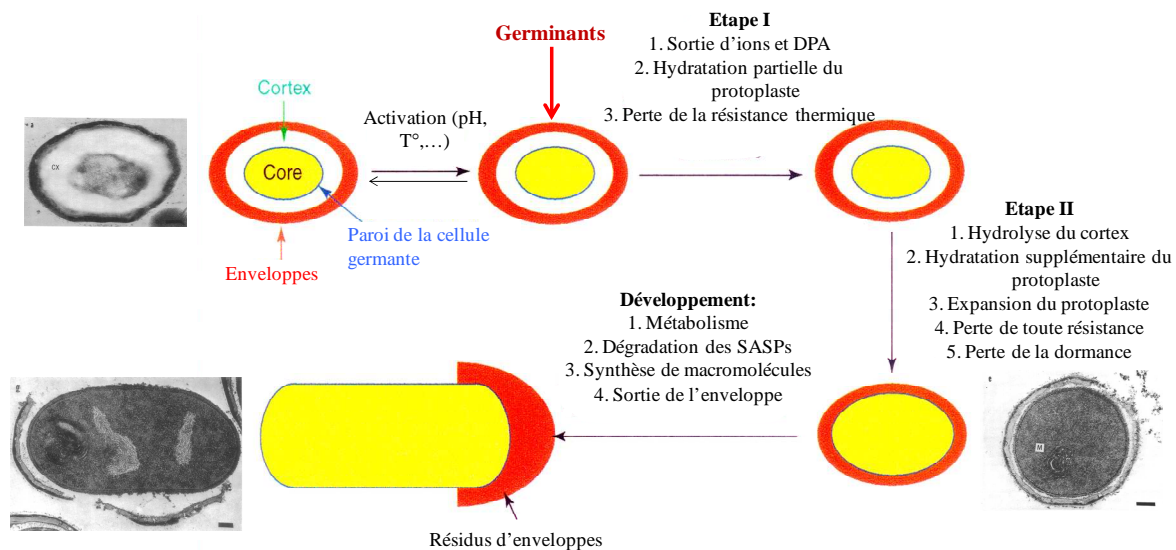 Germinants
Etape I
1. Sortie d'ions et DPA
2. Hydratation partielle du
protoplaste
3. Perte de la résistance thermique
Cortex
Activation (pH,
T°,…)
cx
Core
Paroi de la cellule
germante
Enveloppes
Etape II
1. Hydrolyse du cortex
2. Hydratation supplémentaire du
protoplaste
3. Expansion du protoplaste
4. Perte de toute résistance
5. Perte de la dormance
Développement:
1. Métabolisme
2. Dégradation des SASPs
3. Synthèse de macromolécules
4. Sortie de l'enveloppe
M
Résidus d'enveloppes